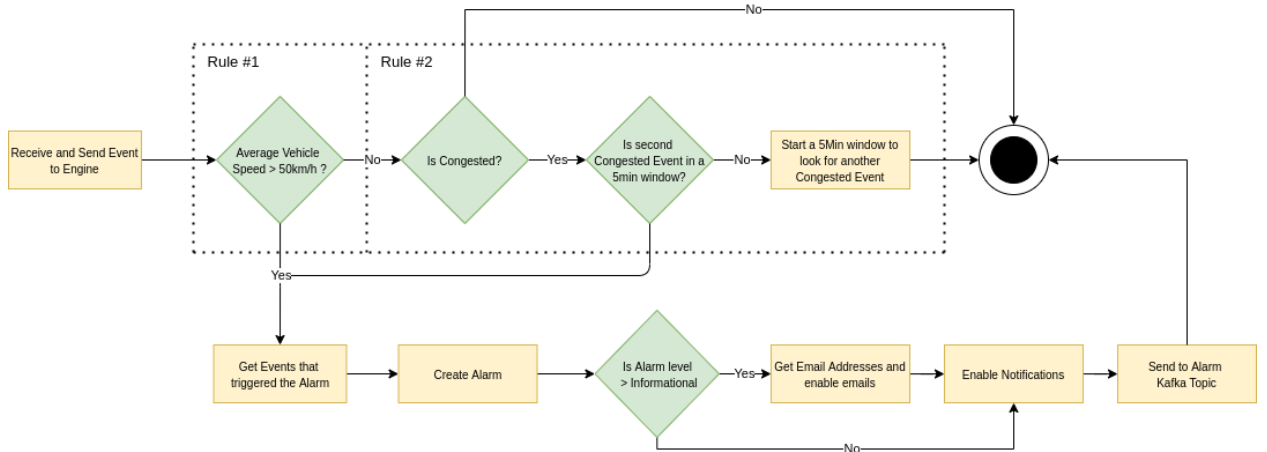 No
Rule #1
Rule #2
Receive and Send Event
to Engine
Average Vehicle
Speed > 50km/h ?
No
Is Congested?
Yes
Is second
Congested Event in a
5min window?
No
Start a 5Min window to
look for another
Congested Event
Yes
Get Events that
triggered the Alarm
Create Alarm
Is Alarm level
> Informational
Yes
Get Email Addresses and
enable emails
Enable Notifications
Send to Alarm
Kafka Topic
No